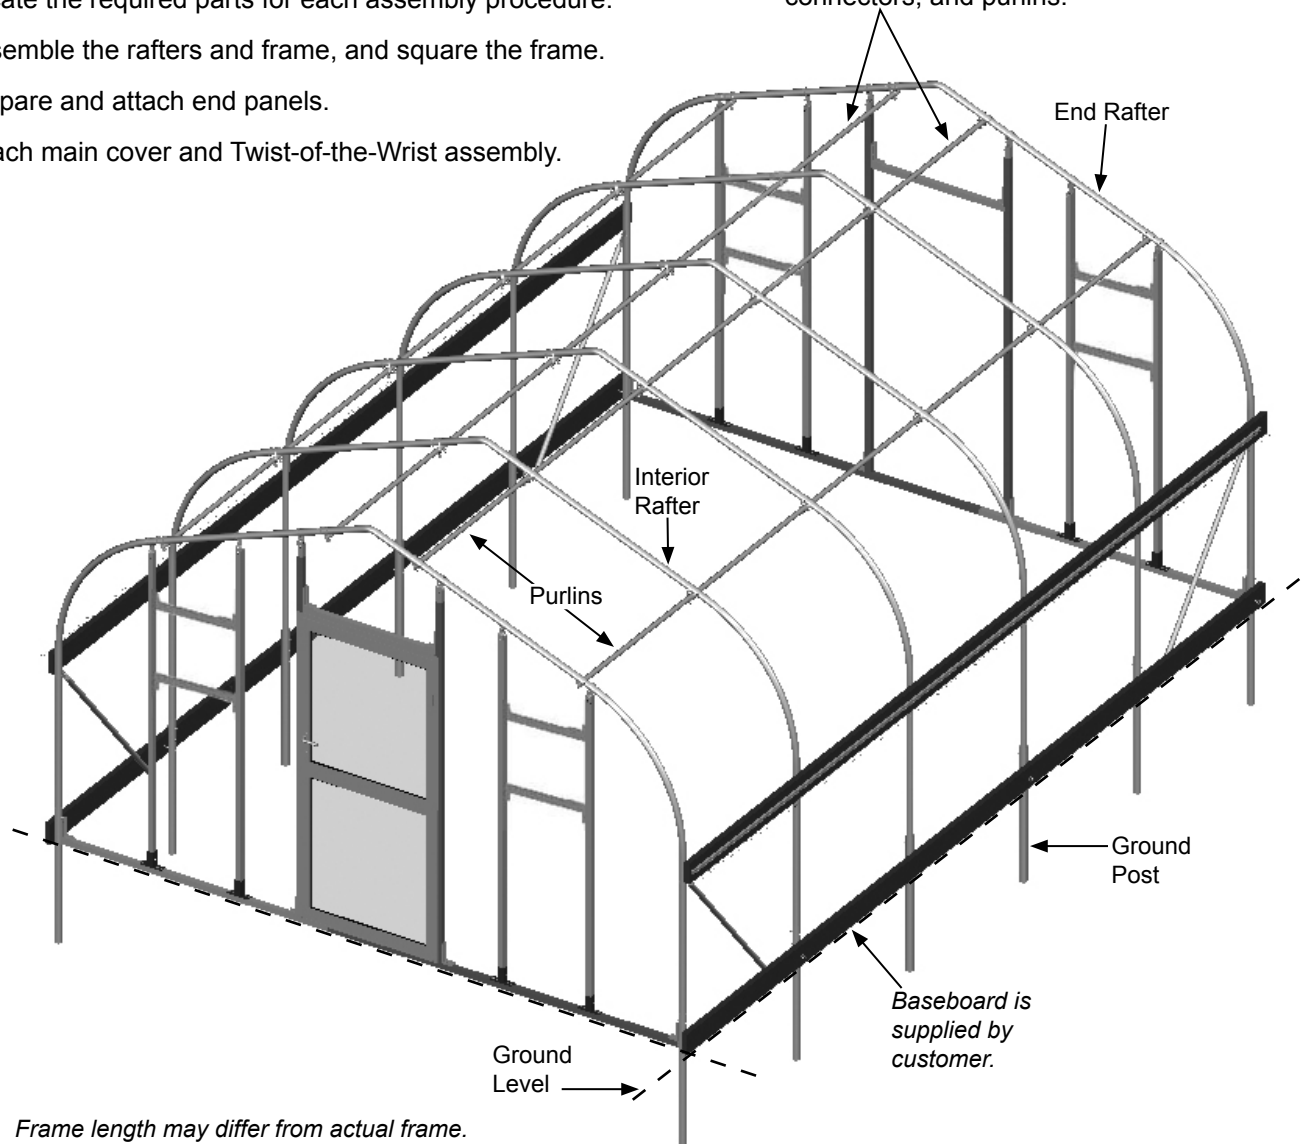 ate the required parts for each assembly procedure.
semble the rafters and frame, and square the frame.
pare and attach end panels.
ach main cover and Twist-of-the-Wrist assembly.
connectors, and purlins.
End Rafter
Interior
Rafter
Purlins
Ground
Post
Baseboard is
supplied by
customer.
Ground
Level
Frame length may differ from actual frame.